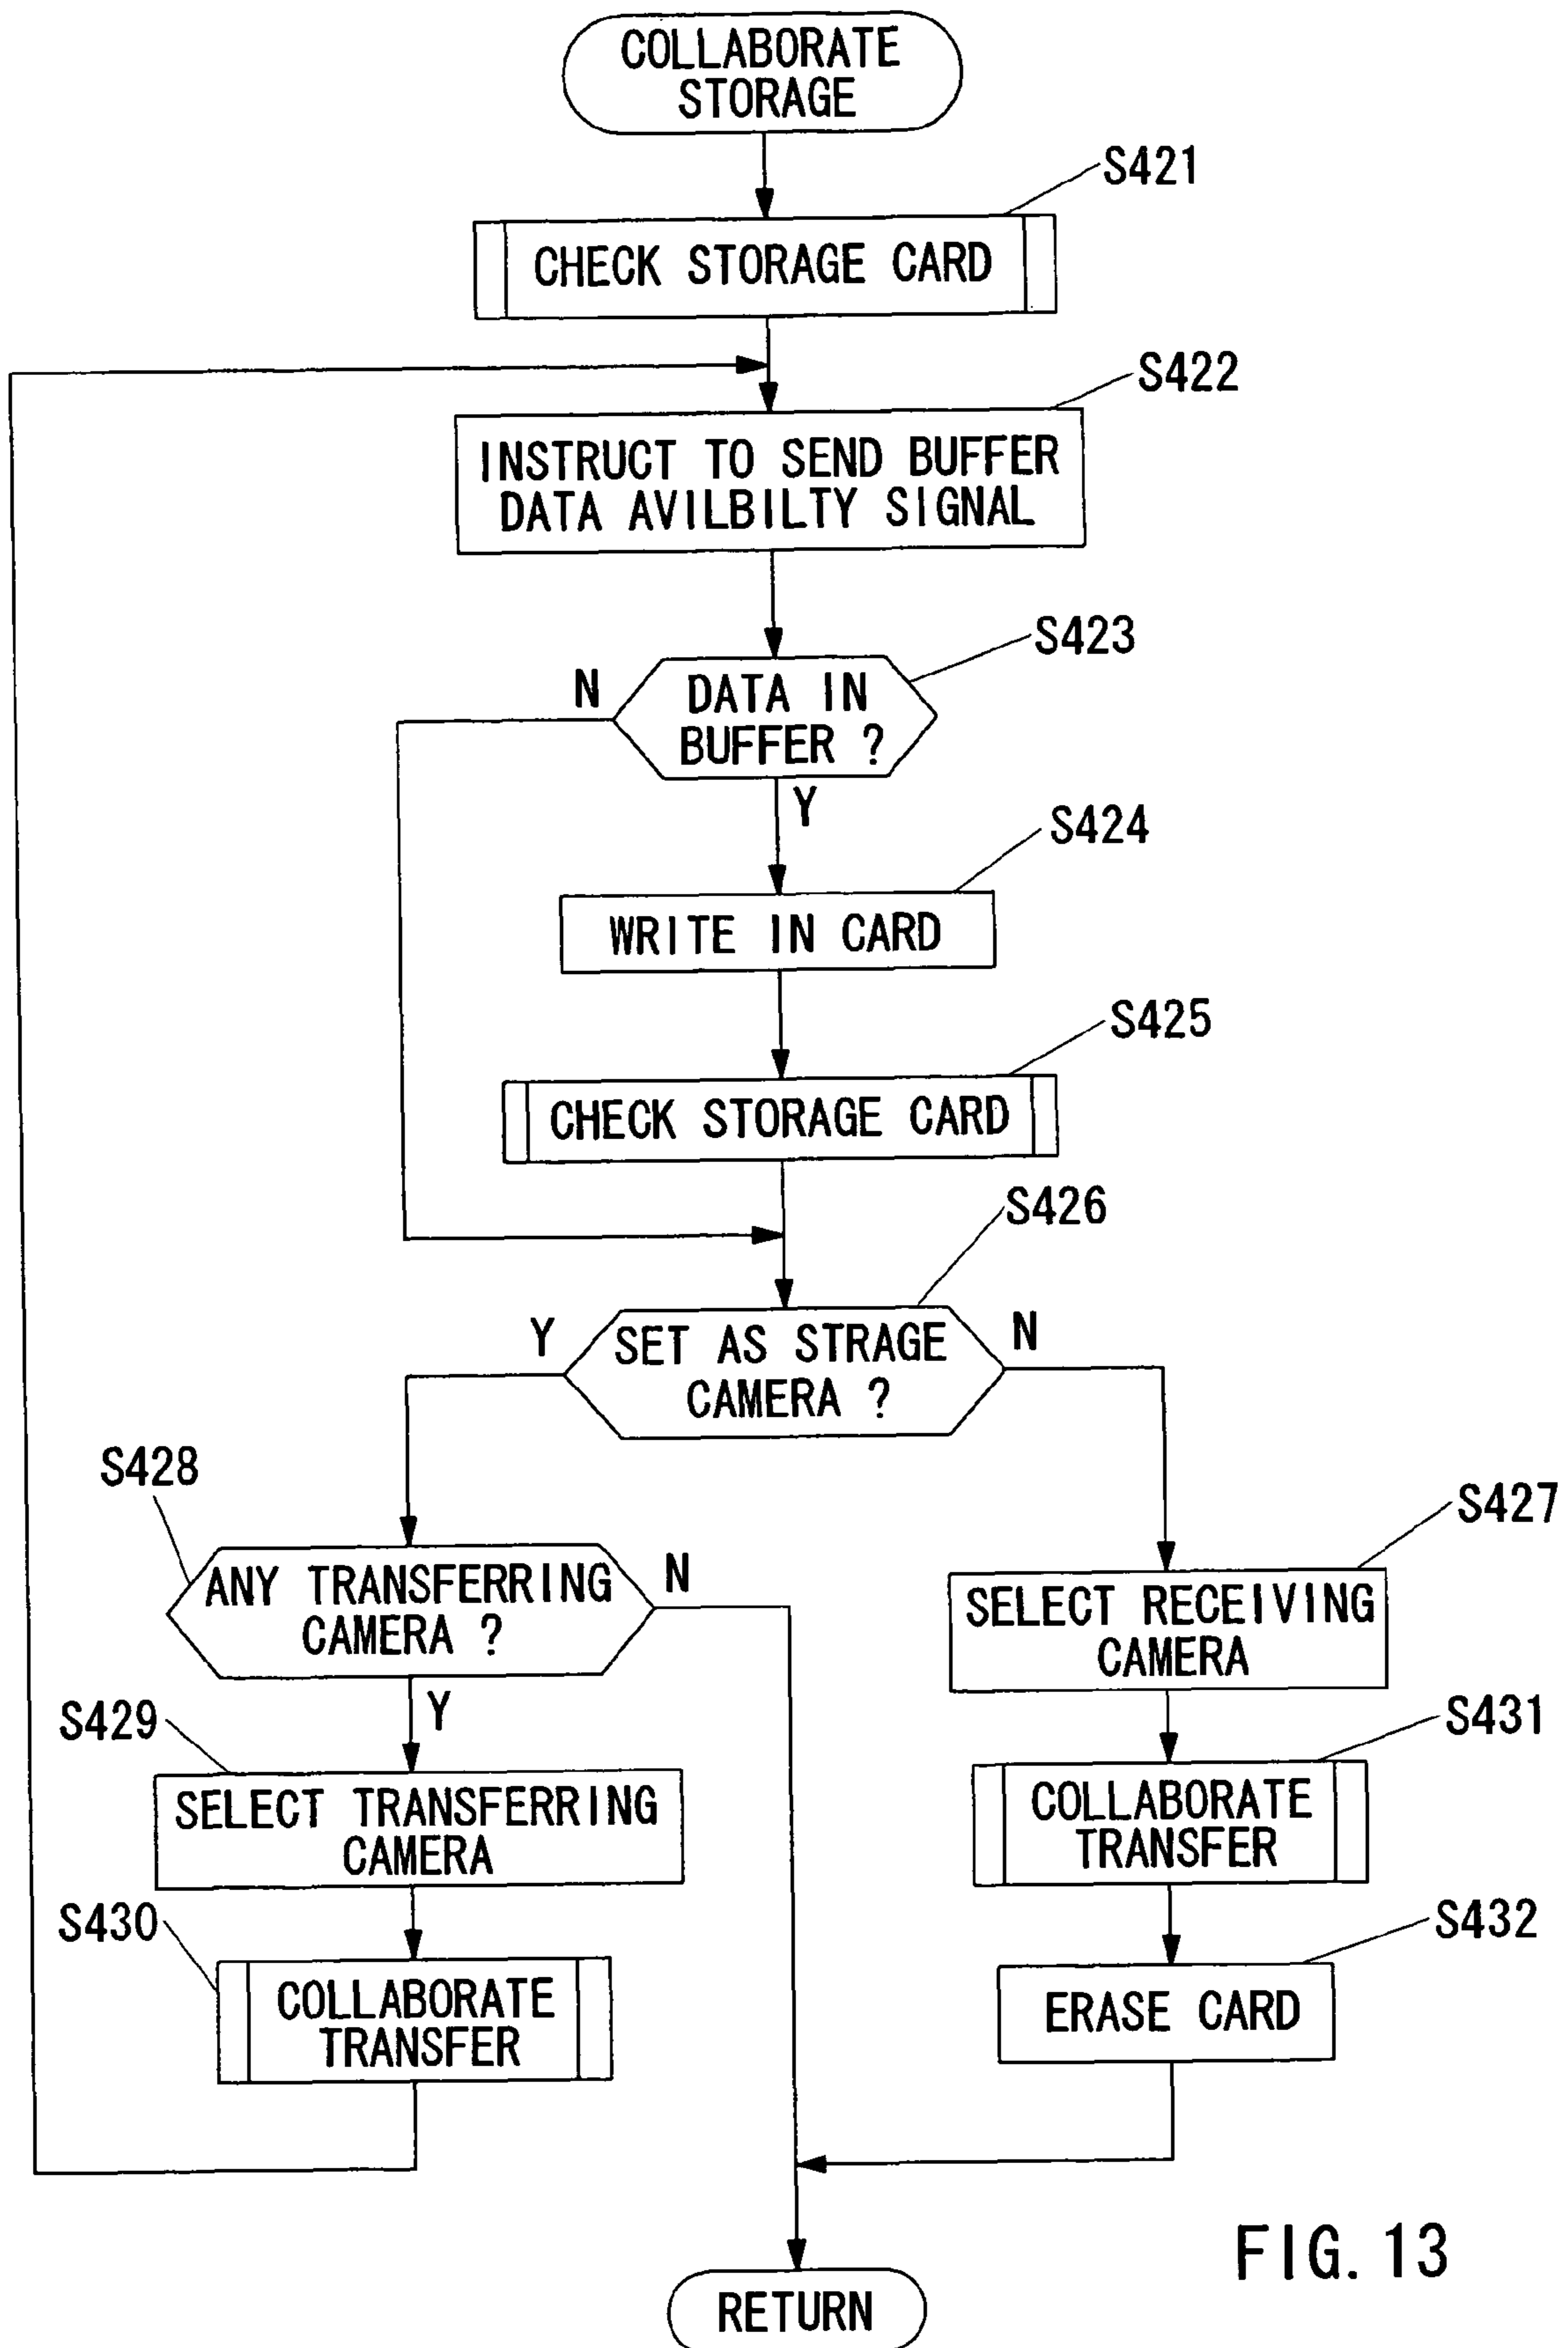 COLLABORATE
STORAGE
S421
CHECK STORAGE CARD
S422
INSTRUCT TO SEND BUFFER
DATA AVILBILTY SIGNAL
S423
N
DATA IN
BUFFER ?
Y
S424
WRITE IN CARD
S425
CHECK STORAGE CARD
S426
Y
SET AS STRAGE
CAMERA ?
N
S428
ANY TRANSFERRING
CAMERA ?
N
S427
SELECT RECEIVING
CAMERA
Y
S429
SELECT TRANSFERRING
CAMERA
S431
COLLABORATE
TRANSFER
S430
COLLABORATE
TRANSFER
S432
ERASE CARD
FIG. 13
RETURN